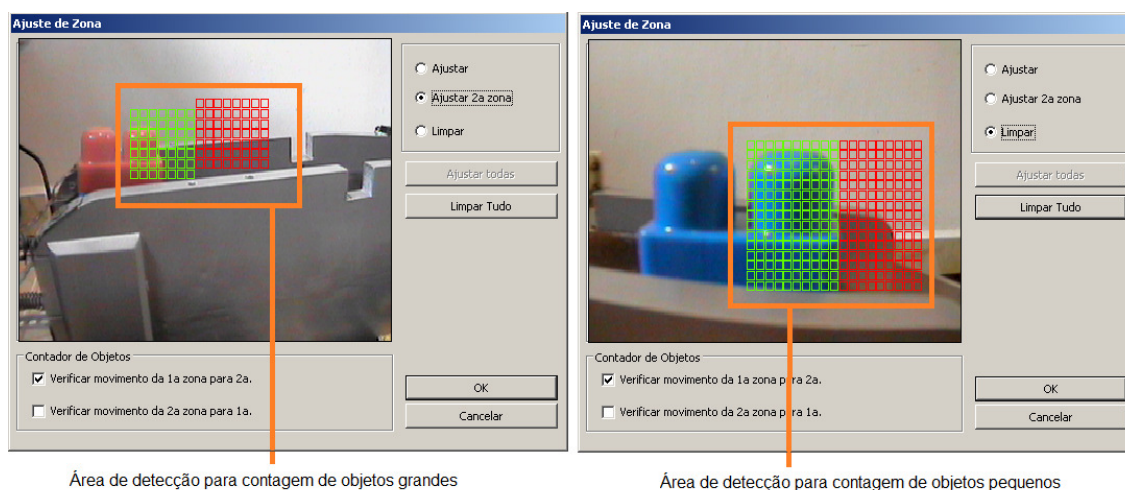 Ajuste de Zona
Ajustar
Ajustar 2a zona
Limpar
Ajustar todas
Limpar Tudo
Contador de Objetos
Verificar movimento da 1a zona para 2a.
Verificar movimento da 2a zona para 1a.
OK
Cancelar
Área de detecção para contagem de objetos grandes
Ajuste de Zona
Ajustar
Ajustar 2a zona
Limpar
Ajustar todas
Limpar Tudo
Contador de Objetos
Verificar movimento da 1a zona para 2a.
Verificar movimento da 2a zona para 1a.
OK
Cancelar
Área de detecção para contagem de objetos pequenos